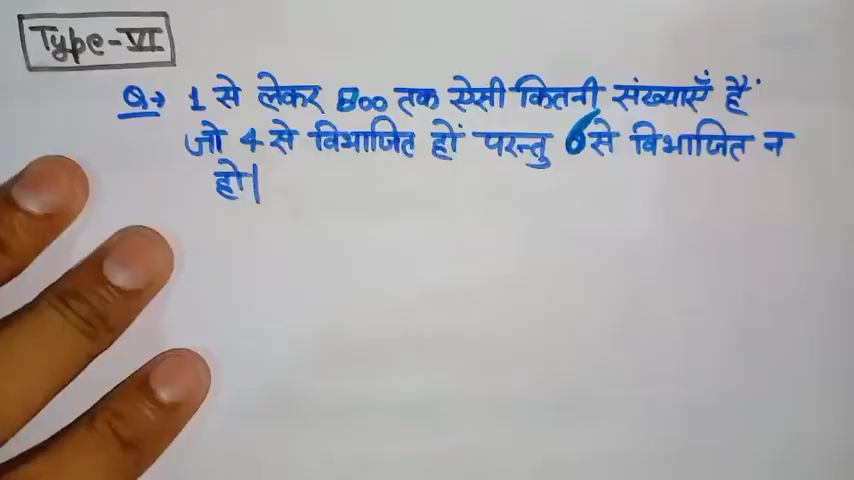 Type-VI
Q→ 1 से लेकर 800 तक ऐसी कितनी संख्याएँ हैं
जो 4 से विभाजित हों परन्तु 6 से विभाजित न
हो|